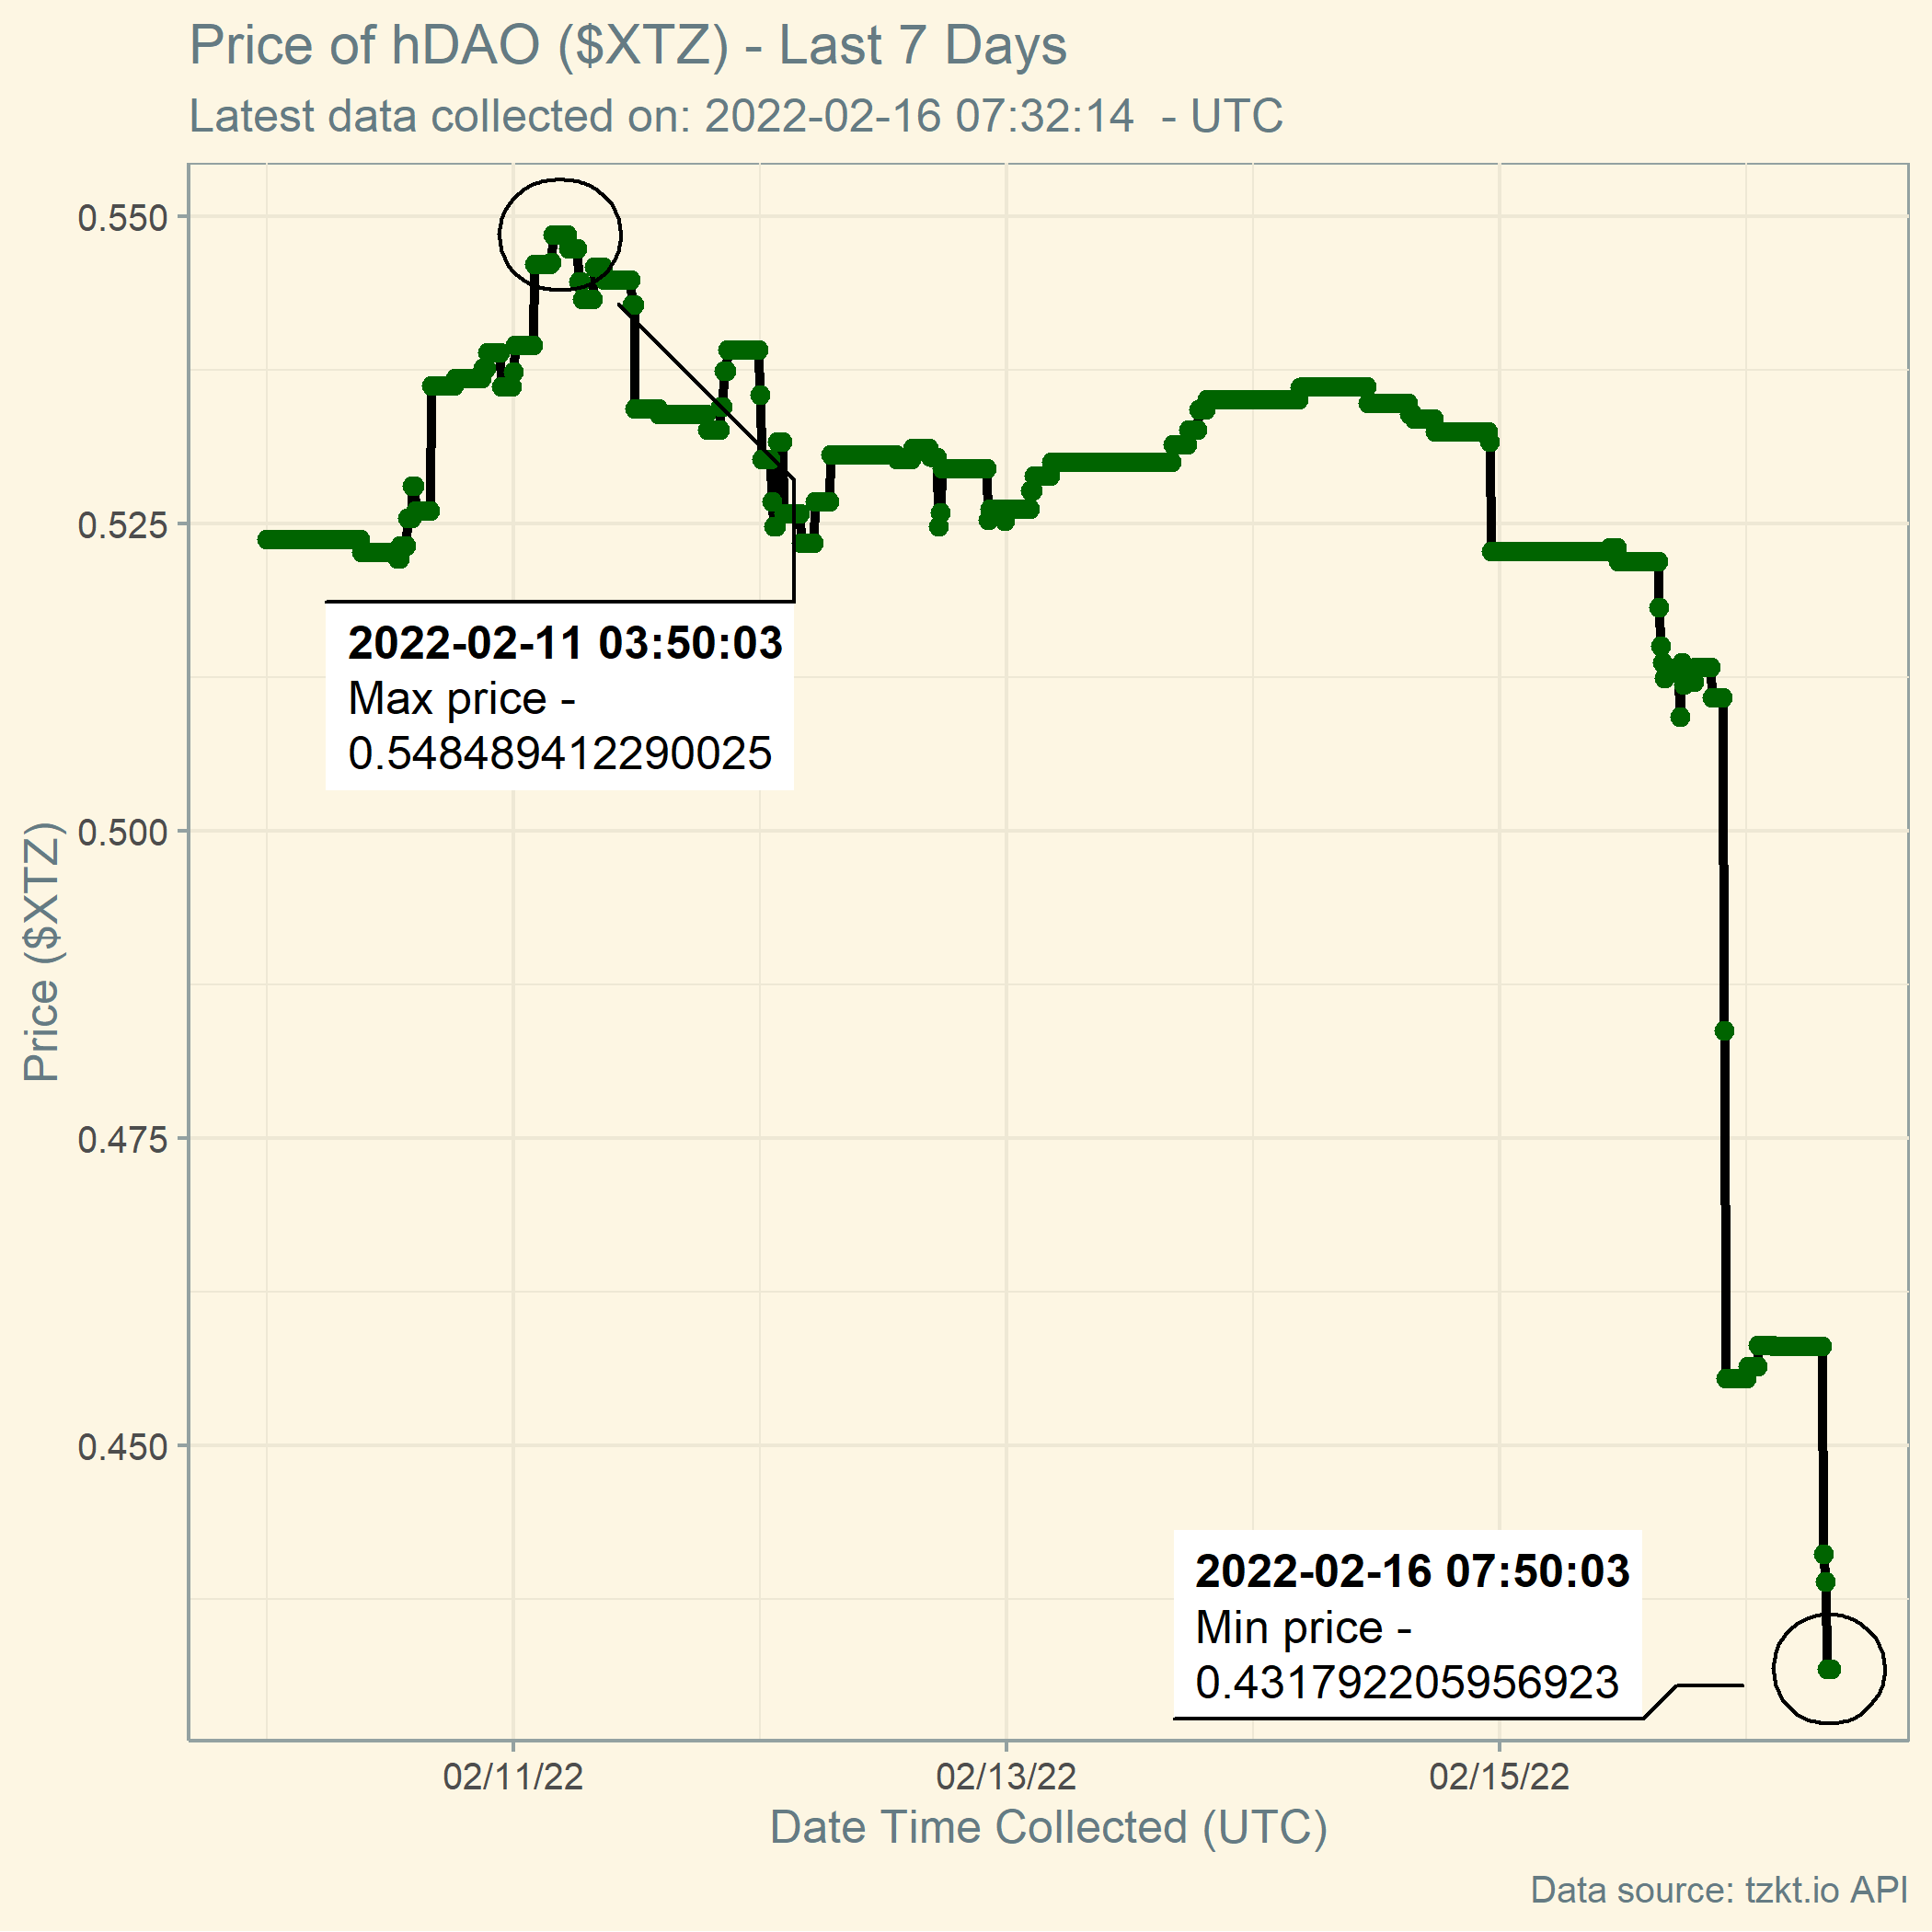 Price of hDAO ($XTZ) - Last 7 Days
Latest data collected on: 2022-02-16 07:32:14  - UTC
Price ($XTZ)
0.550
0.525
0.500
0.475
0.450
2022-02-11 03:50:03
Max price -
0.548489412290025
2022-02-16 07:50:03
Min price -
0.431792205956923
02/11/22
02/13/22
02/15/22
Date Time Collected (UTC)
Data source: tzkt.io API